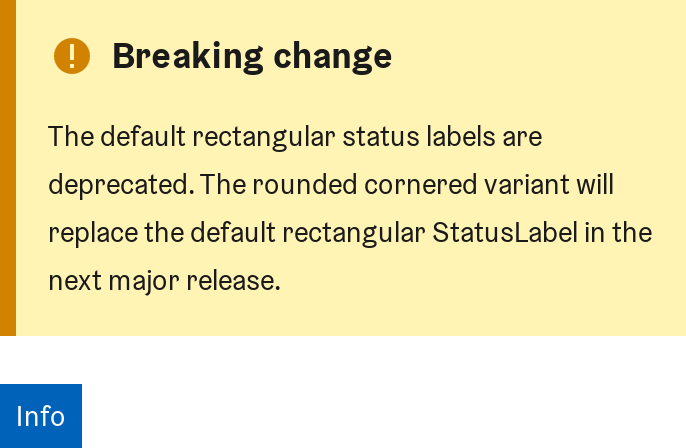 Breaking change
The default rectangular status labels are
deprecated. The rounded cornered variant will
replace the default rectangular StatusLabel in the
next major release.
Info